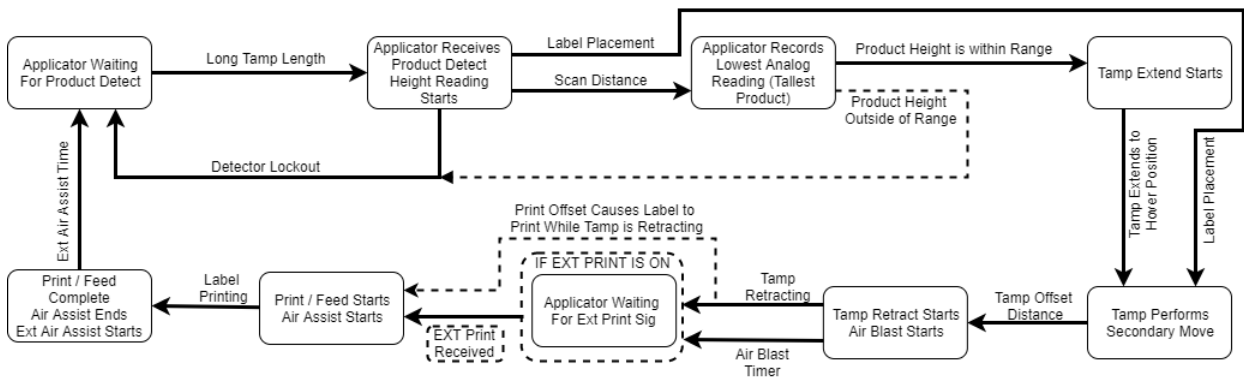 Applicator Waiting
For Product Detect
Long Tamp Length
Applicator Receives
Product Detect
Height Reading
Starts
Label Placement
Scan Distance
Applicator Records
Lowest Analog
Reading (Tallest
Product)
Product Height is within Range
Tamp Extend Starts
Product Height
Outside of Range
Detector Lockout
Ext Air Assist Time
Tamp Extends to
Hover Position
Label Placement
Print Offset Causes Label to
Print While Tamp is Retracting
IF EXT PRINT IS ON
Print / Feed
Complete
Air Assist Ends
Ext Air Assist Starts
Label
Printing
Print / Feed Starts
Air Assist Starts
EXT Print
Received
Applicator Waiting
For Ext Print Sig
Tamp
Retracting
Air Blast
Timer
Tamp Retract Starts
Air Blast Starts
Tamp Offset
Distance
Tamp Performs
Secondary Move